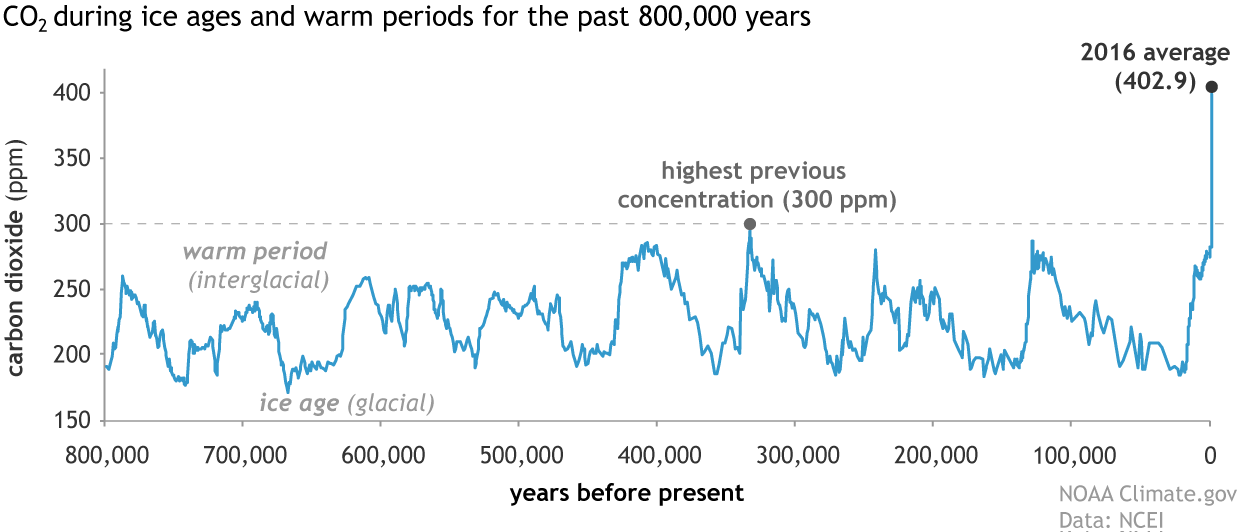 CO₂ during ice ages and warm periods for the past 800,000 years
2016 average
(402.9)
400
350
highest previous
concentration (300 ppm)
300
warm period
(interglacial)
250
200
ice age (glacial)
150
carbon dioxide (ppm)
800,000 700,000 600,000 500,000 400,000 300,000 200,000 100,000 0
years before present
NOAA Climate.gov
Data: NCEI